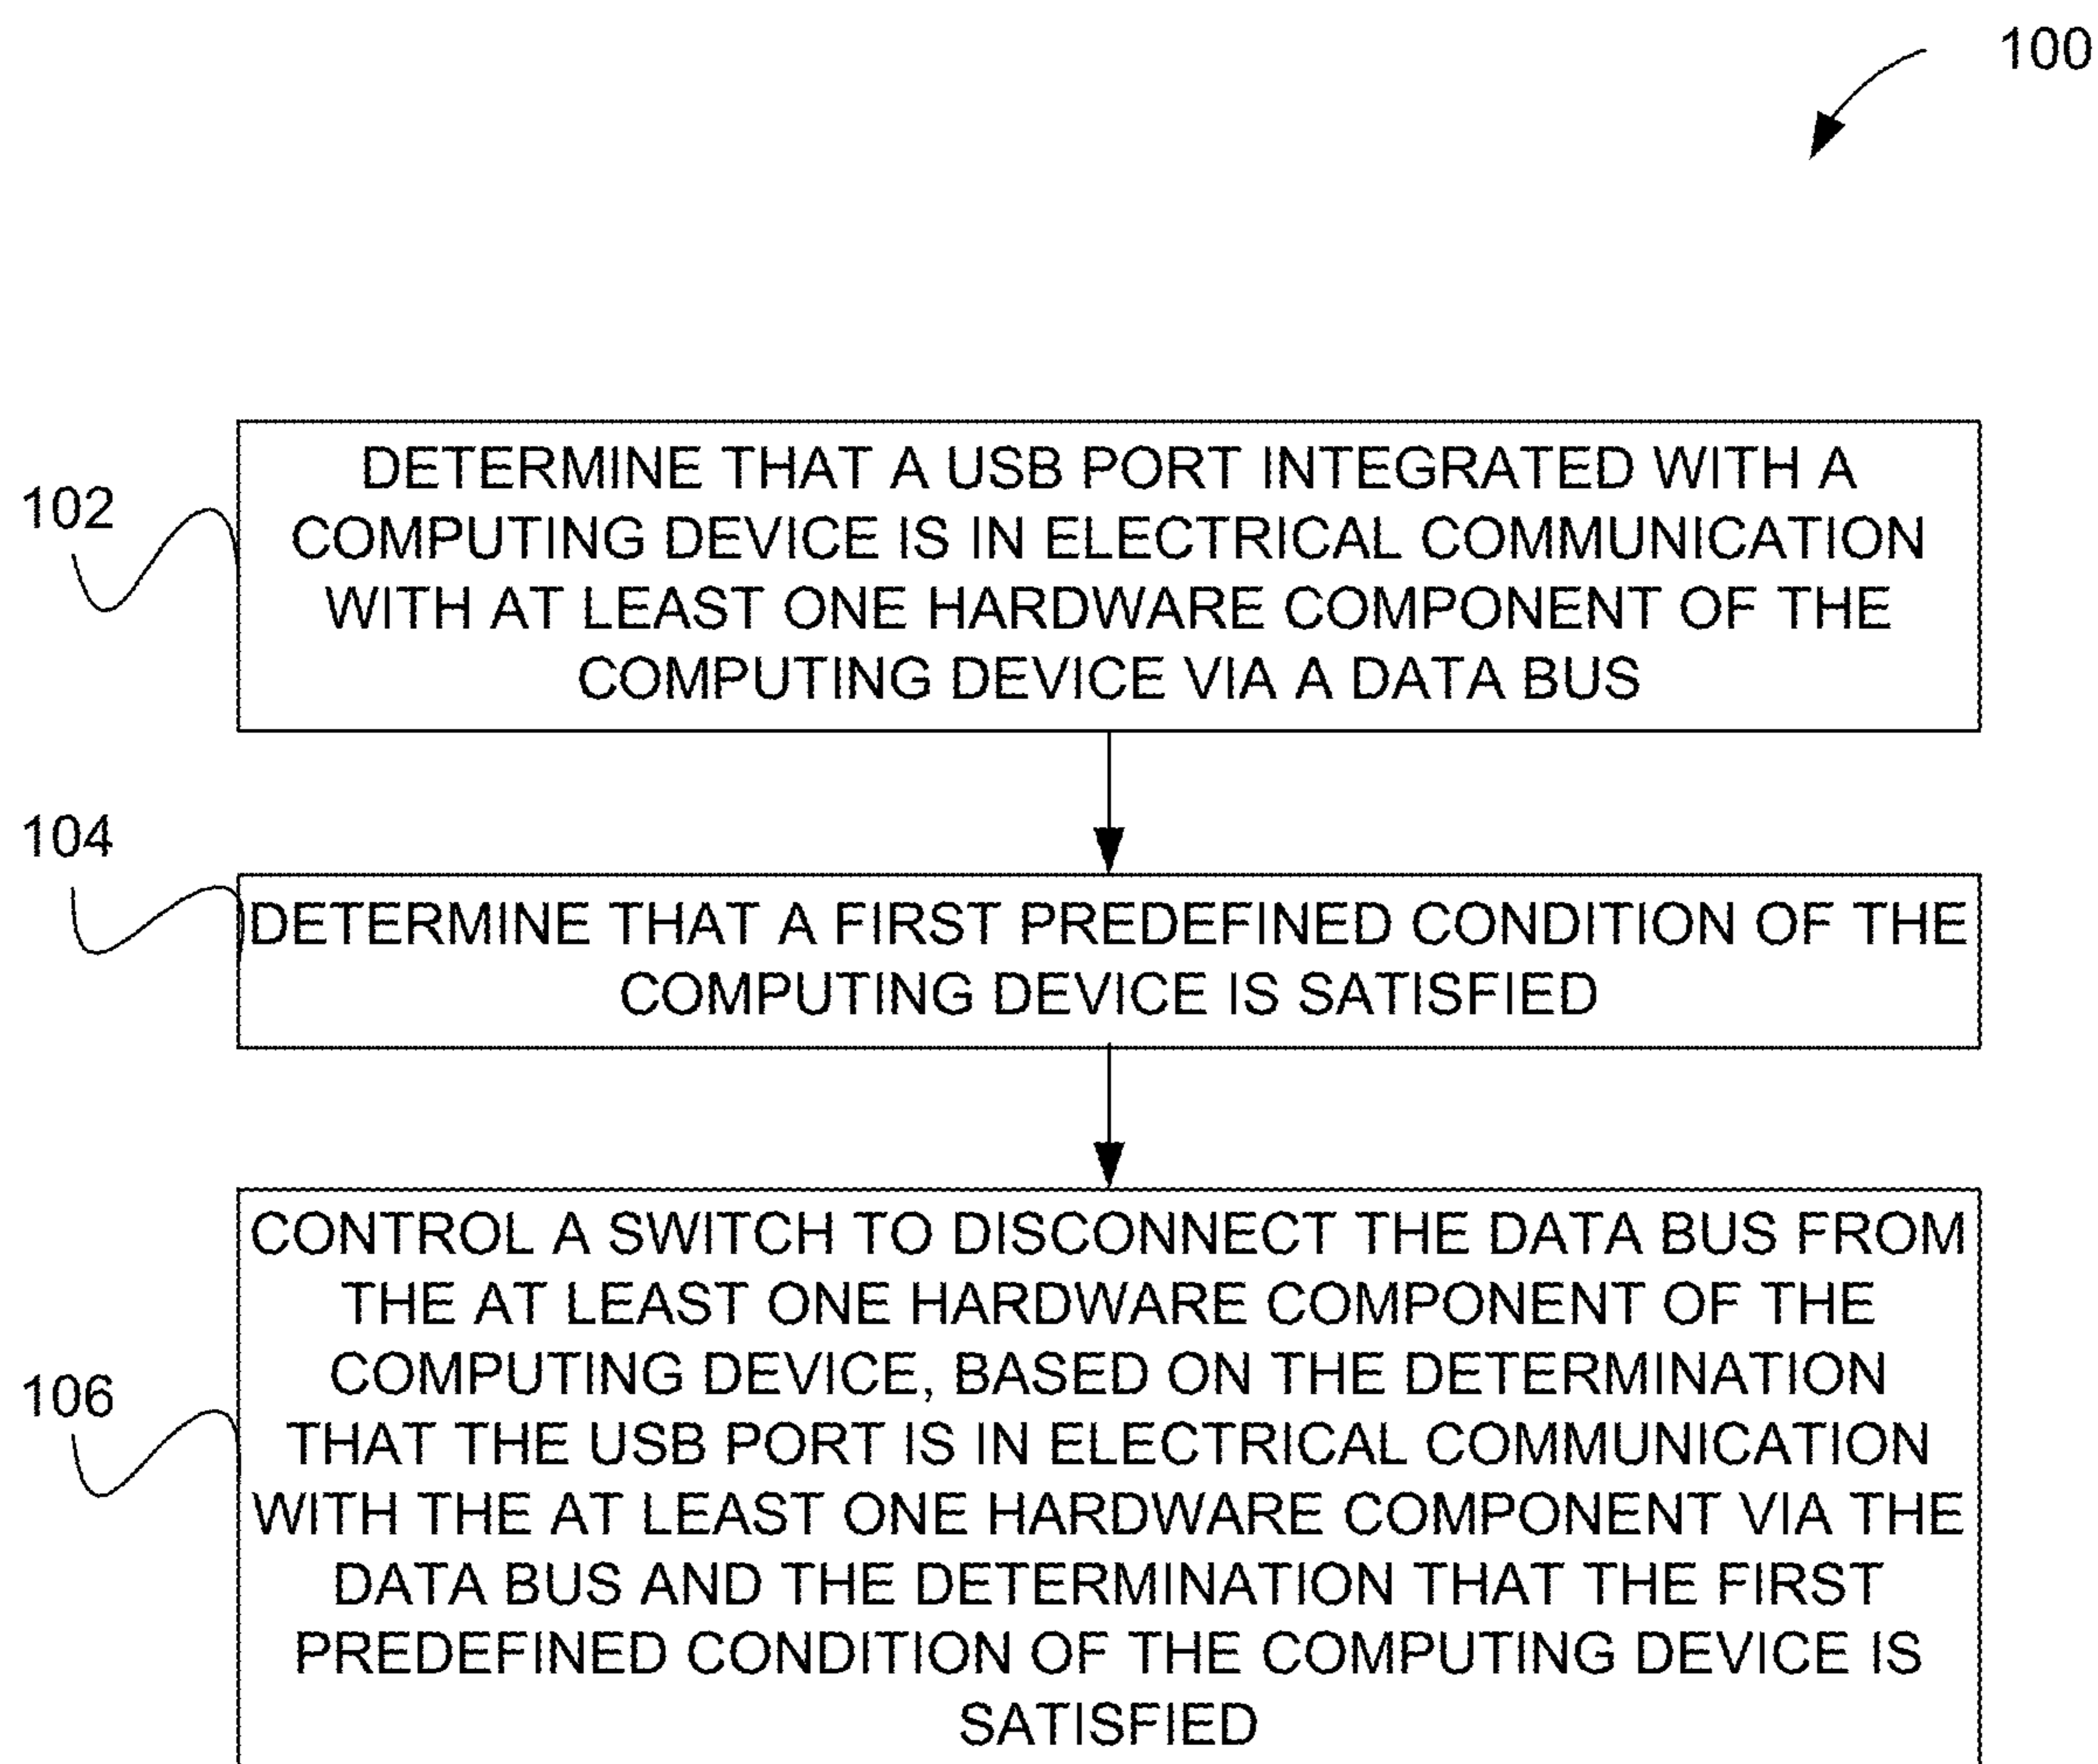 100
102
DETERMINE THAT A USB PORT INTEGRATED WITH A
COMPUTING DEVICE IS IN ELECTRICAL COMMUNICATION
WITH AT LEAST ONE HARDWARE COMPONENT OF THE
COMPUTING DEVICE VIA A DATA BUS
104
DETERMINE THAT A FIRST PREDEFINED CONDITION OF THE
COMPUTING DEVICE IS SATISFIED
106
CONTROL A SWITCH TO DISCONNECT THE DATA BUS FROM
THE AT LEAST ONE HARDWARE COMPONENT OF THE
COMPUTING DEVICE, BASED ON THE DETERMINATION
THAT THE USB PORT IS IN ELECTRICAL COMMUNICATION
WITH THE AT LEAST ONE HARDWARE COMPONENT VIA THE
DATA BUS AND THE DETERMINATION THAT THE FIRST
PREDEFINED CONDITION OF THE COMPUTING DEVICE IS
SATISFIED